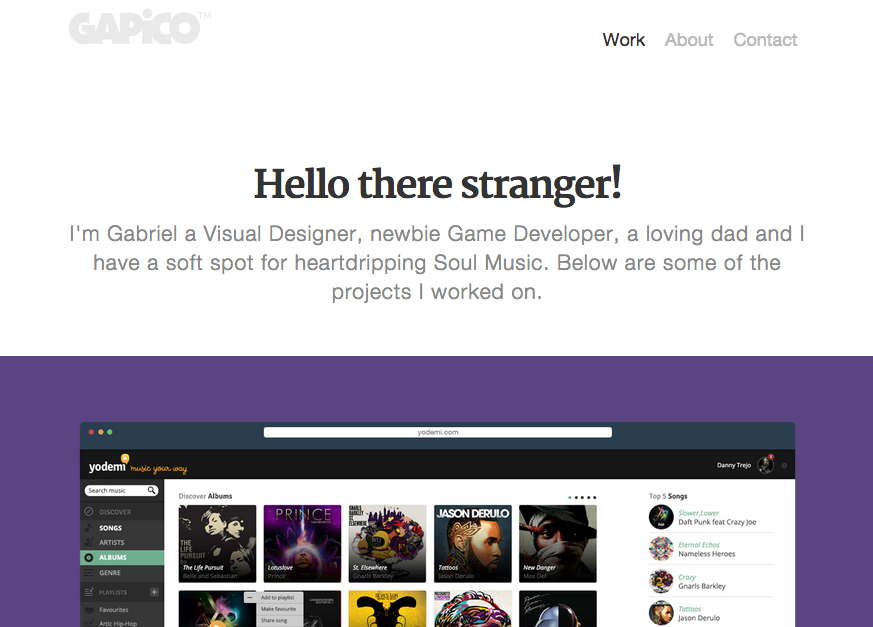 GAPiCO™
Work About Contact
Hello there stranger!
I'm Gabriel a Visual Designer, newbie Game Developer, a loving dad and I
have a soft spot for heartdripping Soul Music. Below are some of the
projects I worked on.
yodemi.com
yodemi music your way.
Danny Trejo
Search music
DISCOVER
SONGS
ARTISTS
ALBUMS
GENRE
PLAYLISTS
Favourites
Artic Hip-Hop
Discover Albums
THE
LIFE
PURSUIT
The Life Pursuit
Belle and Sebastian
PRINCE
Lotuslove
Prince
GNARLS
BARKLEY
ST.
ELSEWHERE
St. Elsewhere
Gnarls Barkley
JASON DERULO
Tattoos
Jason Derulo
New Danger
Mos Def
Add to playlist
Make favourite
Share song
Top 5 Songs
Slower,Lower
Daft Punk feat Crazy Joe
Eternal Echos
Nameless Heroes
Crazy
Gnarls Barkley
Tattoos
Jason Derulo